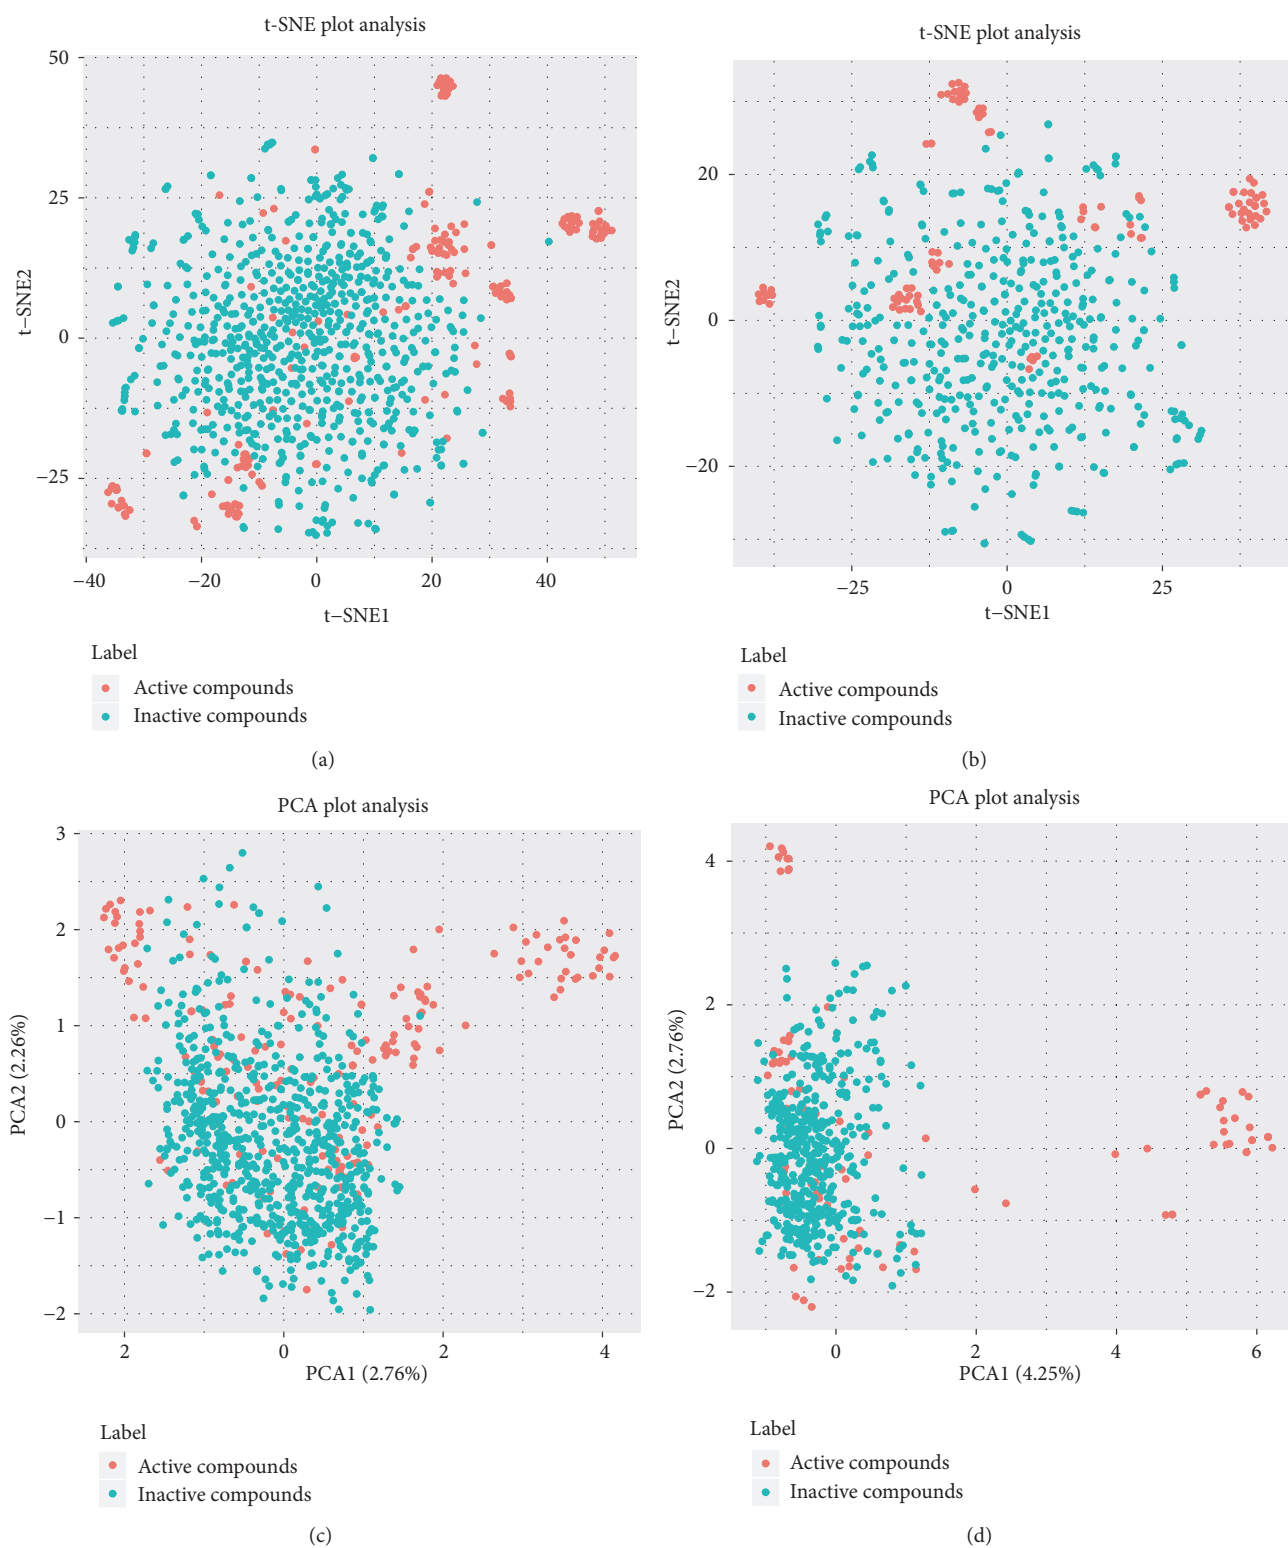 t-SNE plot analysis
50
25
0
−25
t−SNE2
−40 −20 0 20 40
t−SNE1
Label
Active compounds
Inactive compounds
(a)
t-SNE plot analysis
20
0
−20
t−SNE2
−25 0 25
t−SNE1
Label
Active compounds
Inactive compounds
(b)
PCA plot analysis
3
2
1
0
−1
−2
PCA2 (2.26%)
2 0 2 4
PCA1 (2.76%)
Label
Active compounds
Inactive compounds
(c)
PCA plot analysis
4
2
0
−2
PCA2 (2.76%)
0 2 4 6
PCA1 (4.25%)
Label
Active compounds
Inactive compounds
(d)